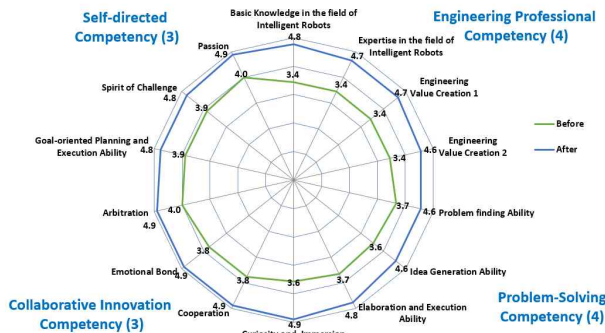 Self-directed
Competency (3)
Engineering Professional
Competency (4)
Basic Knowledge in the field of
Intelligent Robots
Expertise in the field of
Intelligent Robots
Engineering
Value Creation 1
Engineering
Value Creation 2
Problem finding Ability
Idea Generation Ability
Elaboration and Execution
Ability
Cooperation
Emotional Bond
Arbitration
Goal-oriented Planning and
Execution Ability
Spirit of Challenge
Passion
4.8
4.7
4.7
4.6
4.6
4.6
4.8
4.9
4.9
4.9
4.9
4.8
4.8
4.9
3.4
3.4
3.4
3.4
3.7
3.6
3.7
3.6
3.8
3.8
4.0
3.9
3.9
4.0
Before
After
Collaborative Innovation
Competency (3)
Problem-Solving
Competency (4)